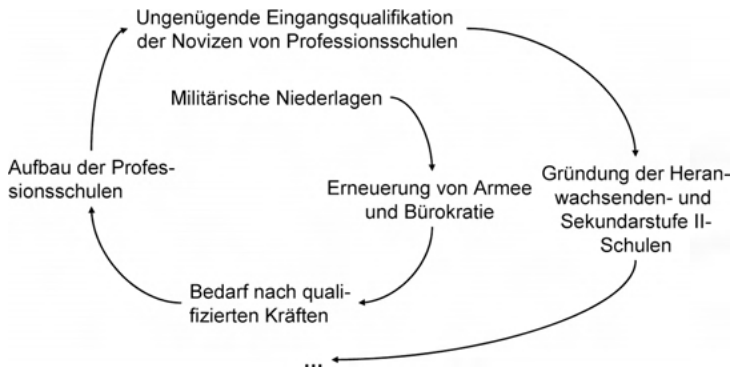 Ungenügende Eingangsqualifikation
der Novizen von Professionsschulen
Militärische Niederlagen
Aufbau der Profes-
sionsschulen
Erneuerung von Armee
und Bürokratie
Gründung der Heran-
wachsenden- und
Sekundarstufe II-
Schulen
Bedarf nach quali-
fizierten Kräften
...